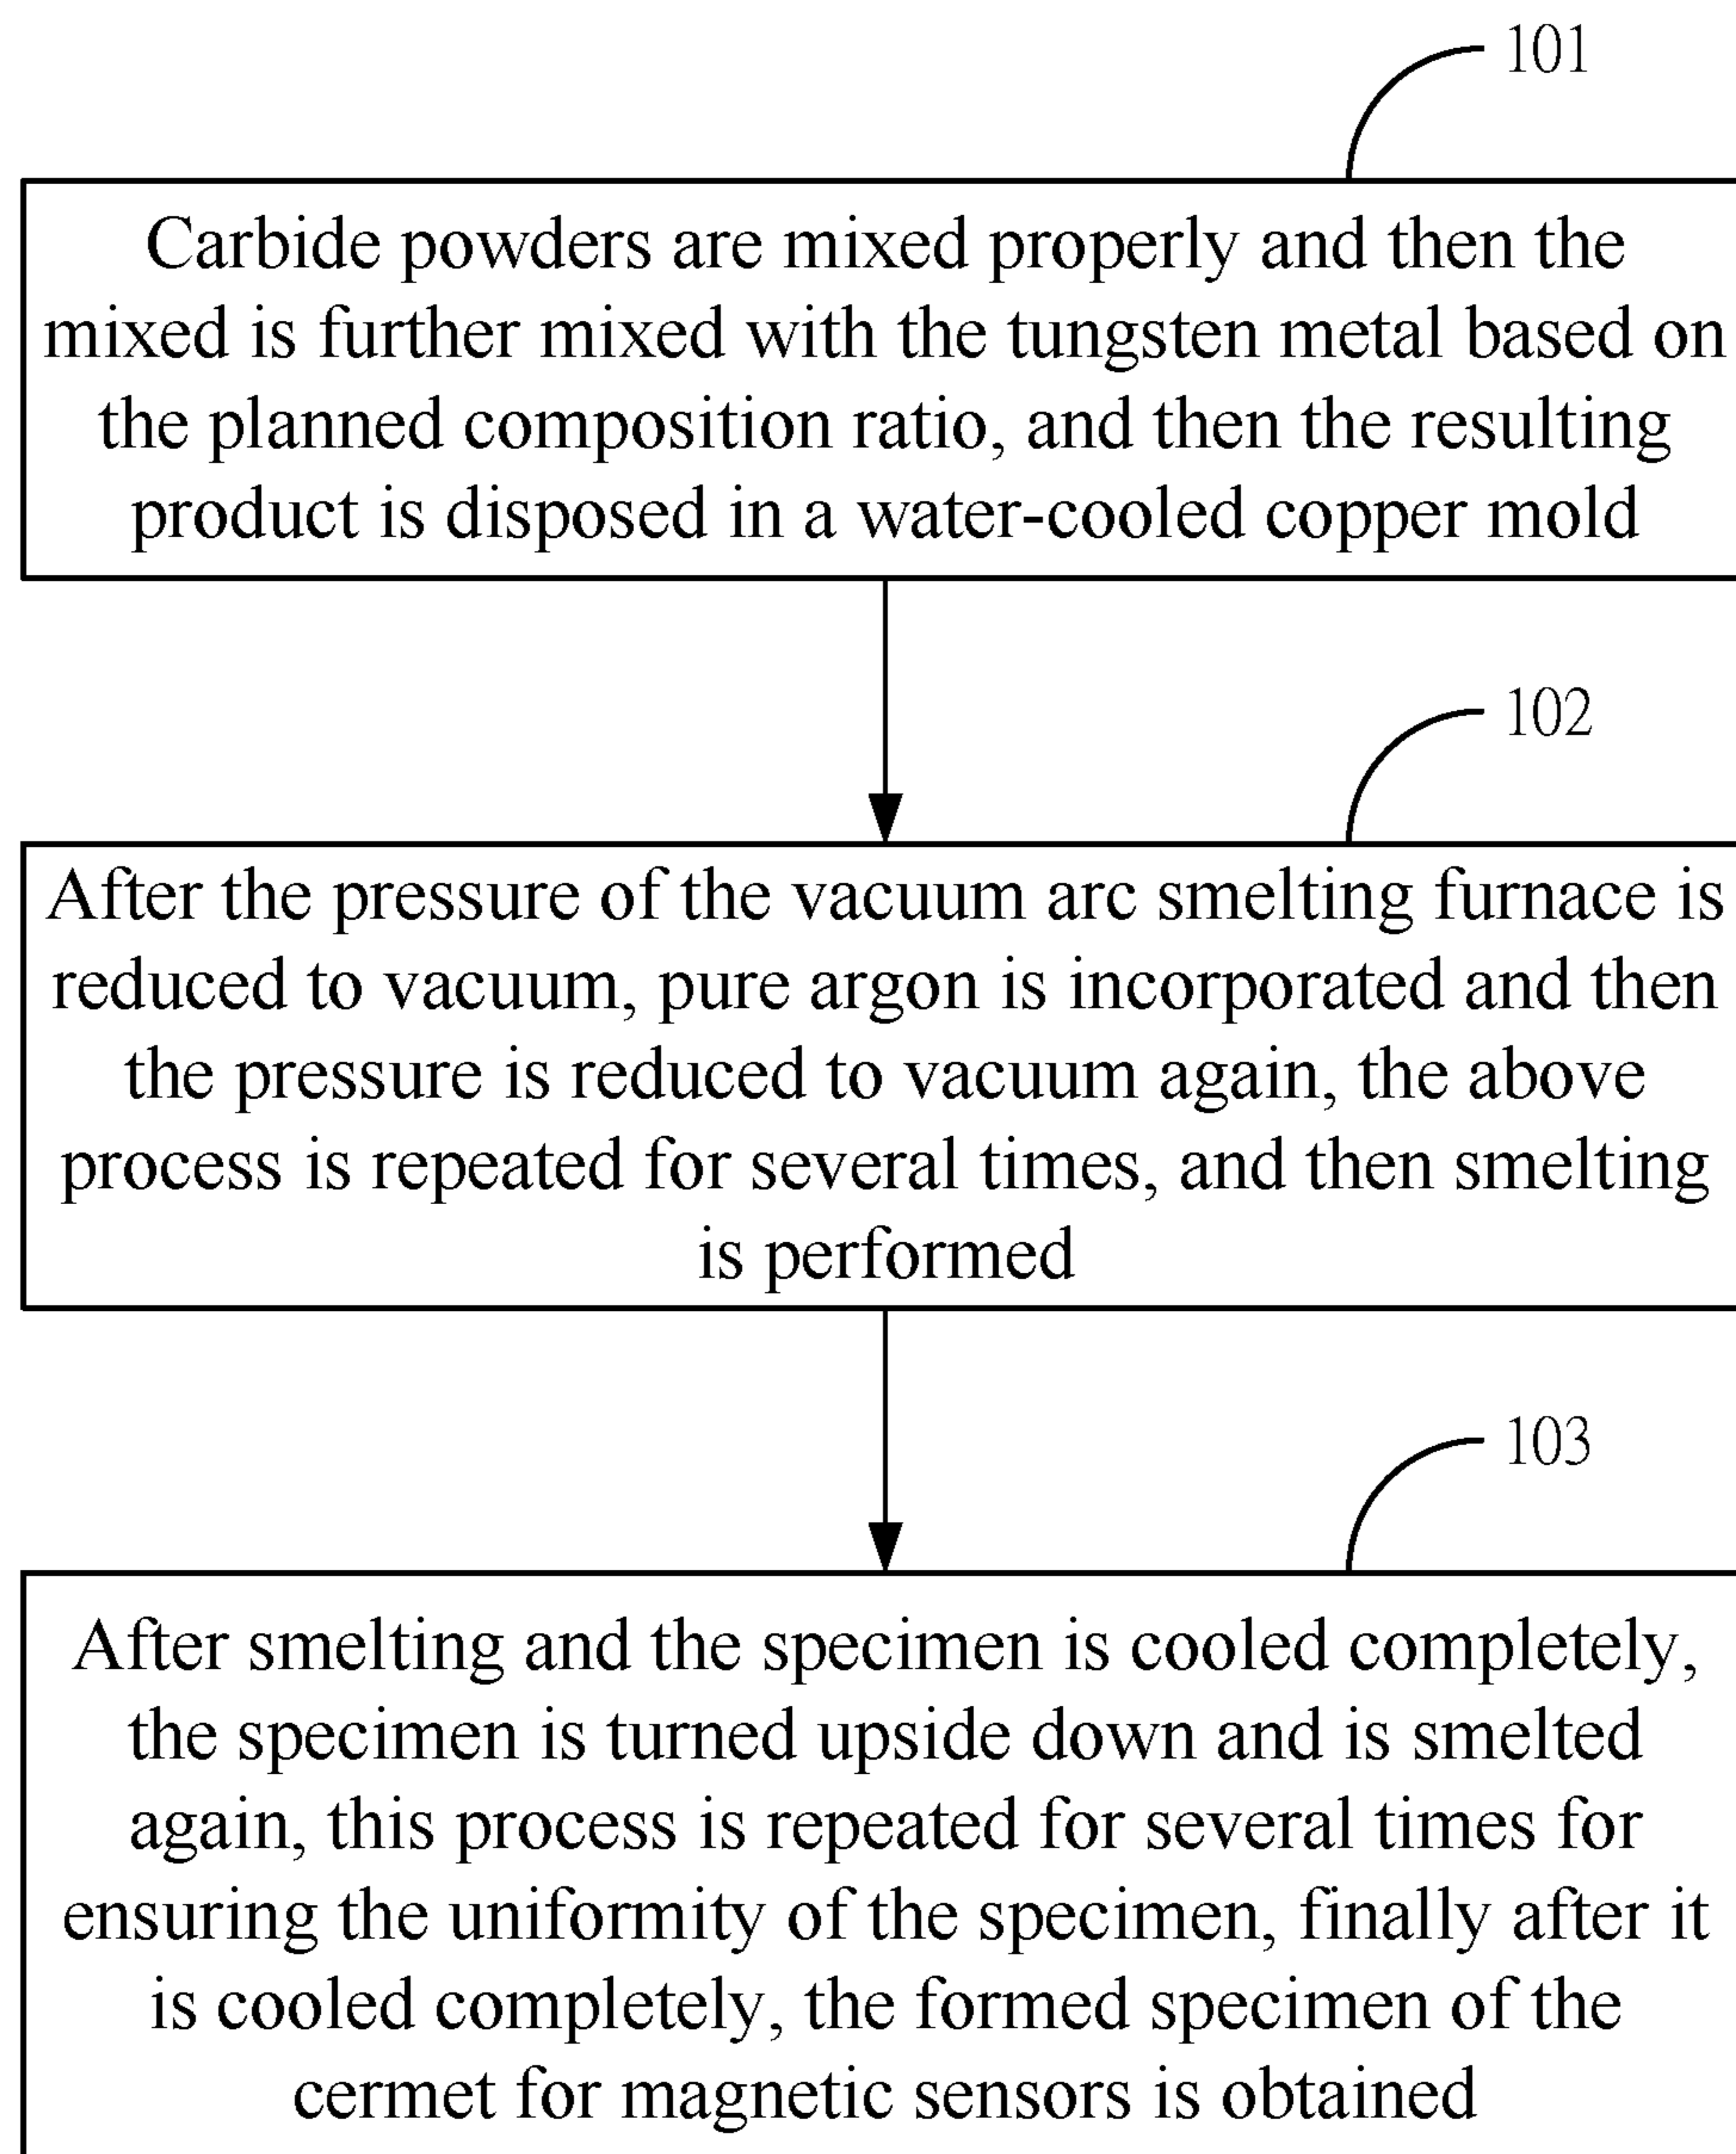 101
Carbide powders are mixed properly and then the
mixed is further mixed with the tungsten metal based on
the planned composition ratio, and then the resulting
product is disposed in a water-cooled copper mold
102
After the pressure of the vacuum arc smelting furnace is
reduced to vacuum, pure argon is incorporated and then
the pressure is reduced to vacuum again, the above
process is repeated for several times, and then smelting
is performed
103
After smelting and the specimen is cooled completely,
the specimen is turned upside down and is smelted
again, this process is repeated for several times for
ensuring the uniformity of the specimen, finally after it
is cooled completely, the formed specimen of the
cermet for magnetic sensors is obtained